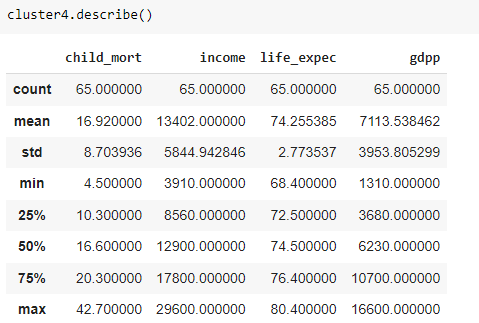 cluster4.describe()
child_mort income life_expec gdpp
count 65.000000 65.000000 65.000000 65.000000
mean 16.920000 13402.000000 74.255385 7113.538462
std 8.703936 5844.942846 2.773537 3953.805299
min 4.500000 3910.000000 68.400000 1310.000000
25% 10.300000 8560.000000 72.500000 3680.000000
50% 16.600000 12900.000000 74.500000 6230.000000
75% 20.300000 17800.000000 76.400000 10700.000000
max 42.700000 29600.000000 80.400000 16600.000000